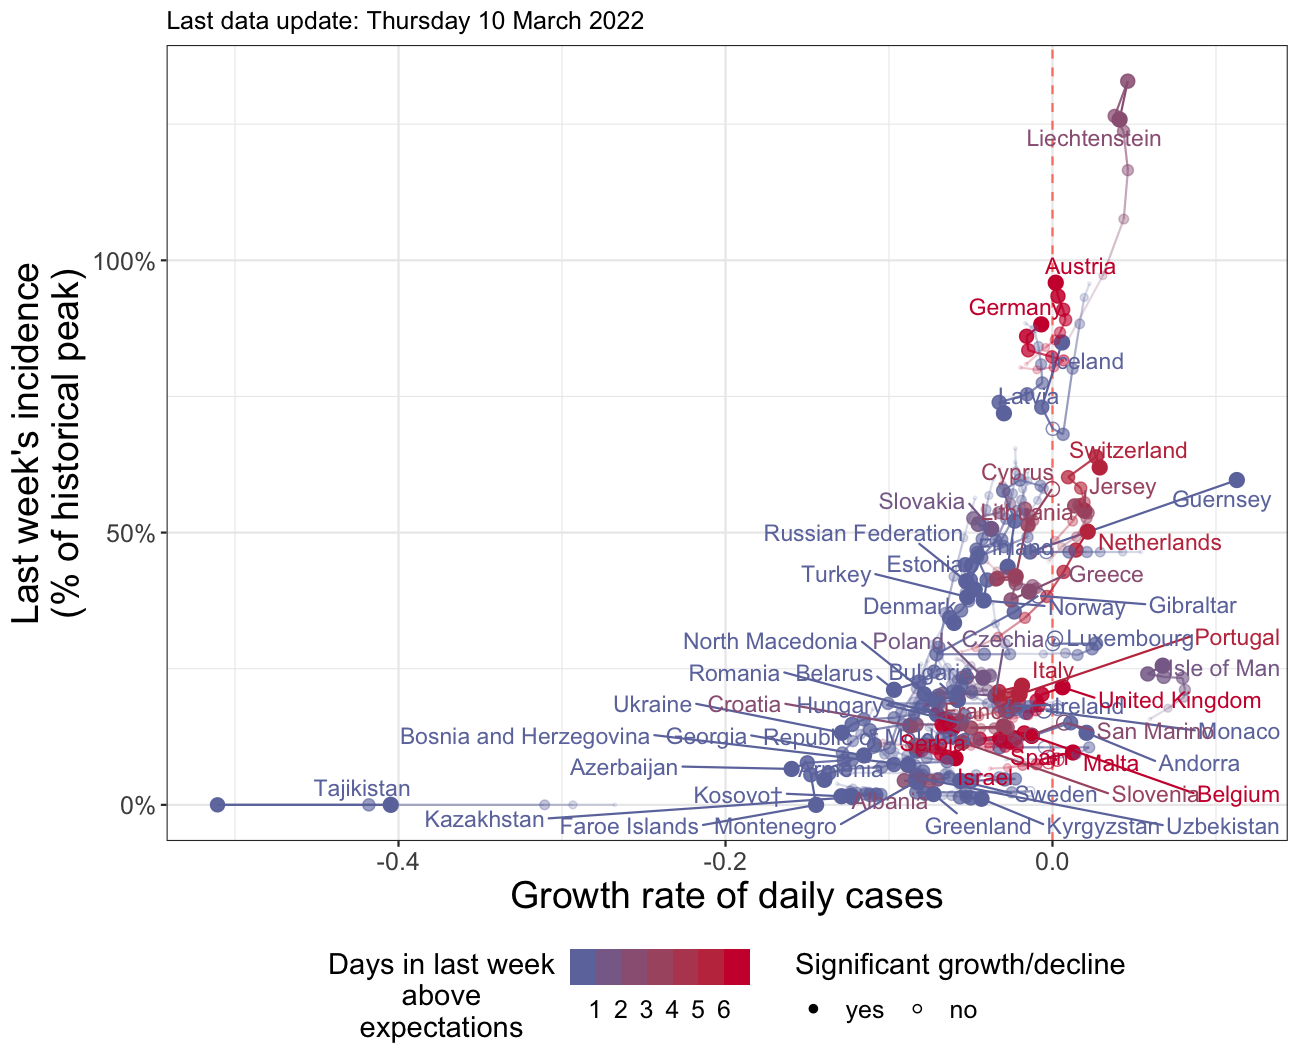 Last data update: Thursday 10 March 2022
Last week's incidence
(% of historical peak)
100%
50%
0%
Liechtenstein
Austria
Germany
Iceland
Latvia
Switzerland
Cyprus
Jersey
Guernsey
Slovakia
Lithuania
Russian Federation
Finland
Netherlands
Estonia
Turkey
Greece
Denmark
Norway
Gibraltar
North Macedonia
Poland
Czechia
Luxembourg
Portugal
Romania
Belarus
Bulgaria
Italy
Isle of Man
Ukraine
Croatia
Hungary
France
Ireland
United Kingdom
Bosnia and Herzegovina
Georgia
Republic of Moldova
Serbia
San Marino
Monaco
Azerbaijan
Armenia
Spain
Malta
Andorra
Tajikistan
Israel
Kosovo†
Albania
Sweden
Slovenia
Belgium
Kazakhstan
Faroe Islands
Montenegro
Greenland
Kyrgyzstan
Uzbekistan
-0.4
-0.2
0.0
Growth rate of daily cases
Days in last week
above
expectations
1 2 3 4 5 6
Significant growth/decline
yes
no